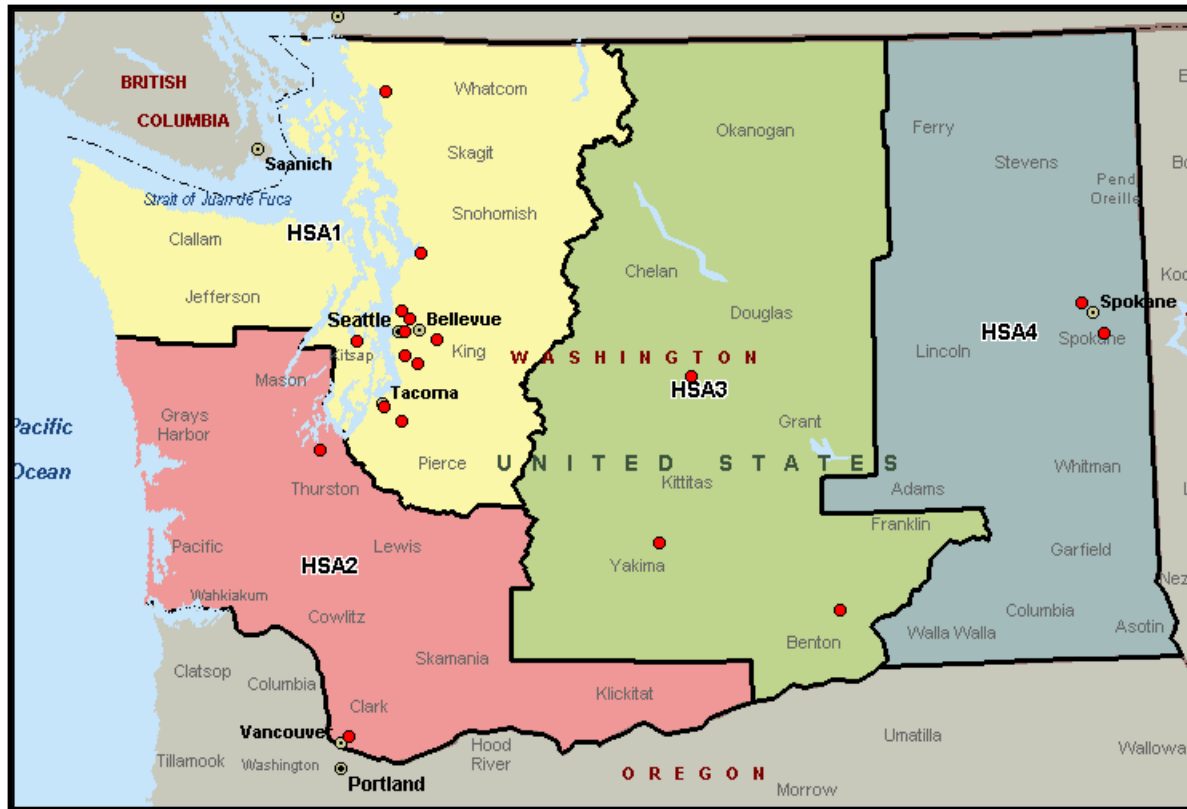 BRITISH
COLUMBIA
Saanich
Strait of Juan de Fuca
Whatcom
Skagit
Snohomish
Okanogan
Ferry
Stevens
Pend
Oreille
Clallam
HSA1
Jefferson
Chelan
Douglas
Seattle
Bellevue
Kitsap
King
WASHINGTON
Spokane
HSA4
Spokane
Lincoln
Mason
Tacoma
HSA3
Grays
Harbor
Grant
Pacific
Ocean
Pierce
UNITED STATES
Kittitas
Whitman
Thurston
Adams
Franklin
Pacific
Lewis
HSA2
Yakima
Garfield
Wahkiakum
Cowlitz
Columbia
Asotin
Benton
Walla Walla
Skamania
Clatsop
Columbia
Klickitat
Clark
Vancouver
Umatilla
Tillamook
Washington
Hood
River
Wallowa
Portland
OREGON
Morrow